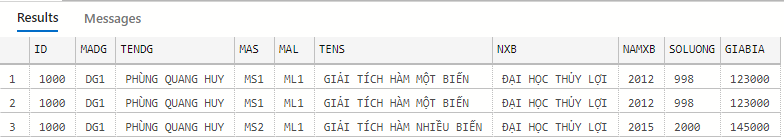 Results Messages
ID MADG TENDG MAS MAL TENS NXB NAMXB SOLUONG GIABIA
1 1000 DG1 PHÙNG QUANG HUY MS1 ML1 GIẢI TÍCH HÀM MỘT BIẾN ĐẠI HỌC THỦY LỢI 2012 998 123000
2 1000 DG1 PHÙNG QUANG HUY MS1 ML1 GIẢI TÍCH HÀM MỘT BIẾN ĐẠI HỌC THỦY LỢI 2012 998 123000
3 1000 DG1 PHÙNG QUANG HUY MS2 ML1 GIẢI TÍCH HÀM NHIỀU BIẾN ĐẠI HỌC THỦY LỢI 2015 2000 145000